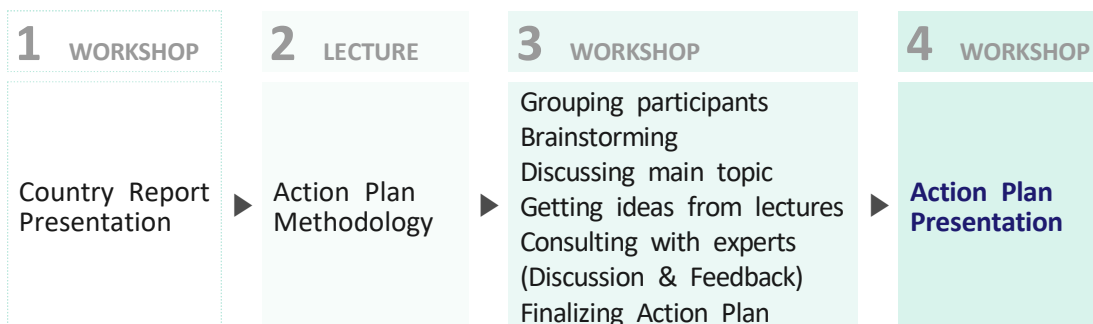 1 WORKSHOP
Country Report
Presentation
2 LECTURE
Action Plan
Methodology
3 WORKSHOP
Grouping participants
Brainstorming
Discussing main topic
Getting ideas from lectures
Consulting with experts
(Discussion & Feedback)
Finalizing Action Plan
4 WORKSHOP
Action Plan
Presentation